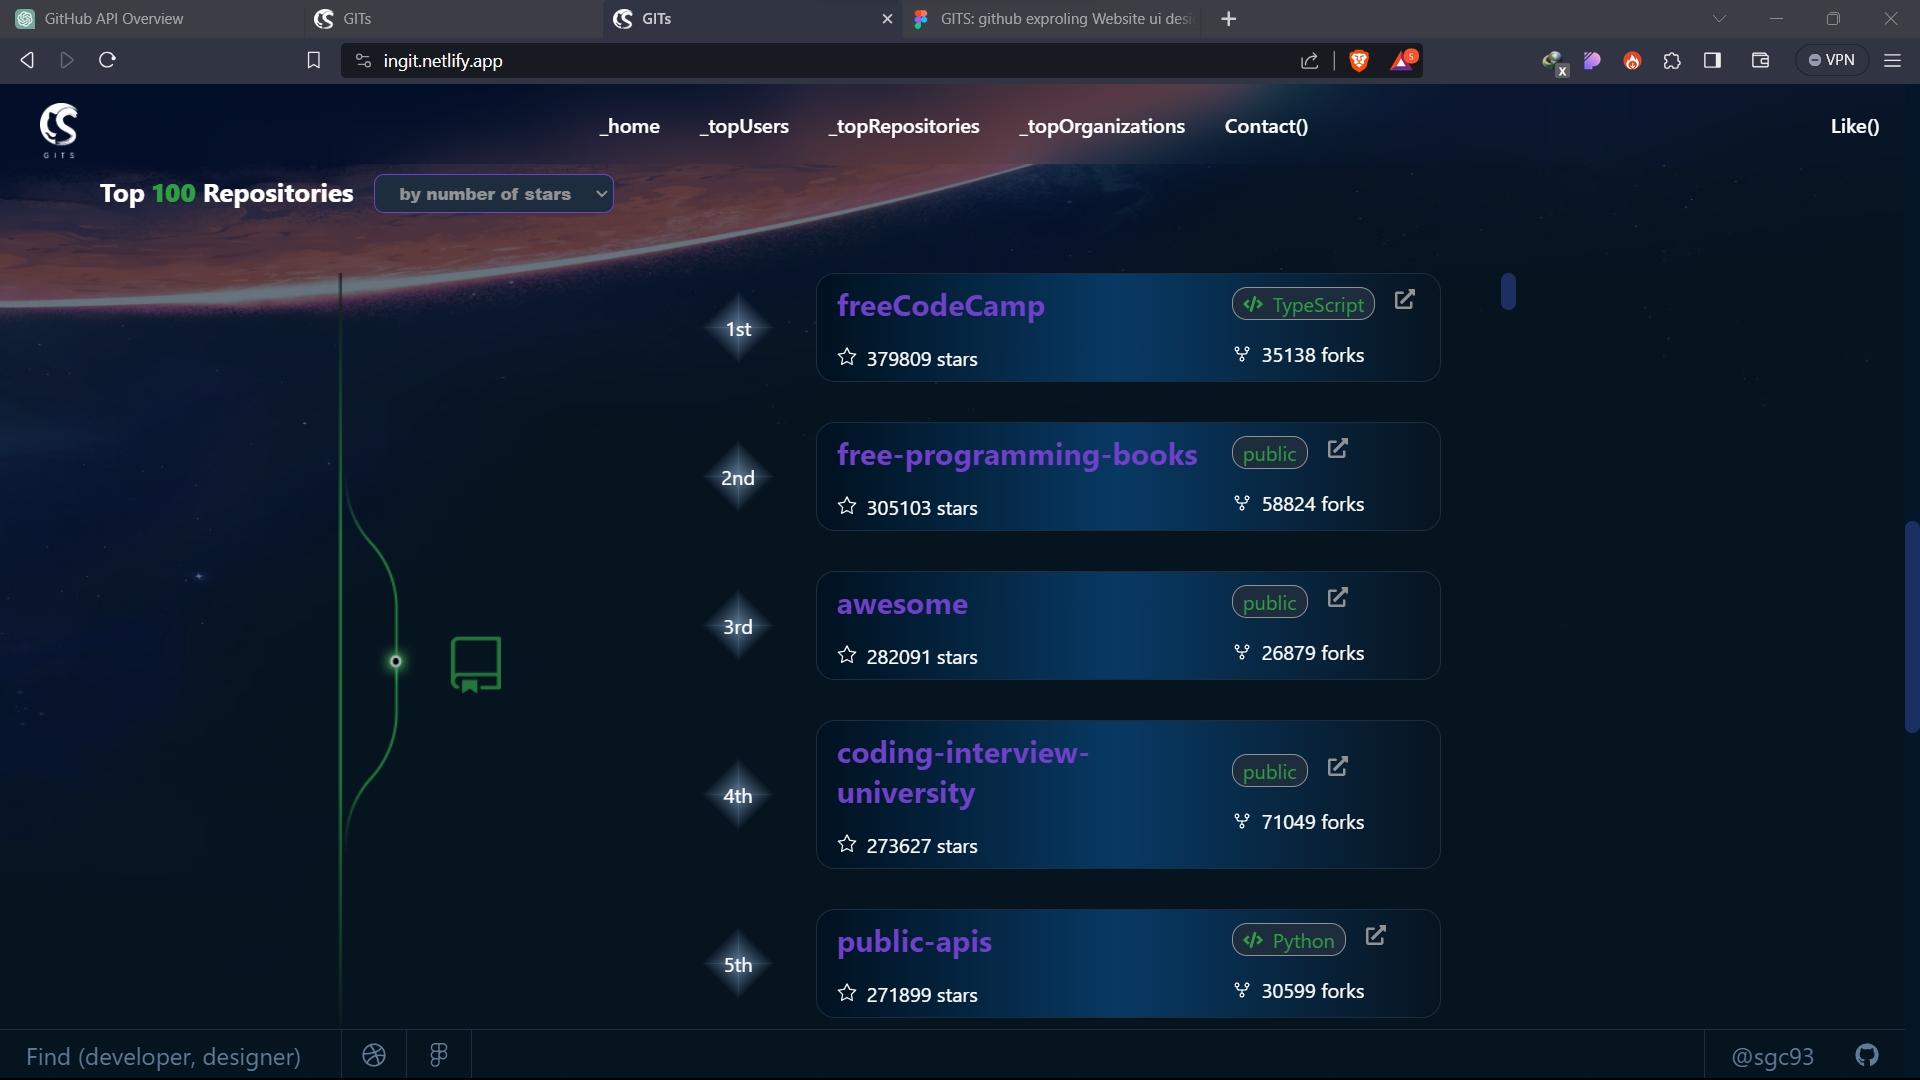 GitHub API Overview
GITs
GITs
GITS: github exproling Website ui desi
ingit.netlify.app
5
x
VPN
GITS
_home
_topUsers
_topRepositories
_topOrganizations
Contact()
Like()
Top 100 Repositories
by number of stars
1st
freeCodeCamp
TypeScript
379809 stars
35138 forks
2nd
free-programming-books
public
305103 stars
58824 forks
3rd
awesome
public
282091 stars
26879 forks
4th
coding-interview-
university
public
273627 stars
71049 forks
5th
public-apis
Python
271899 stars
30599 forks
Find (developer, designer)
@sgc93